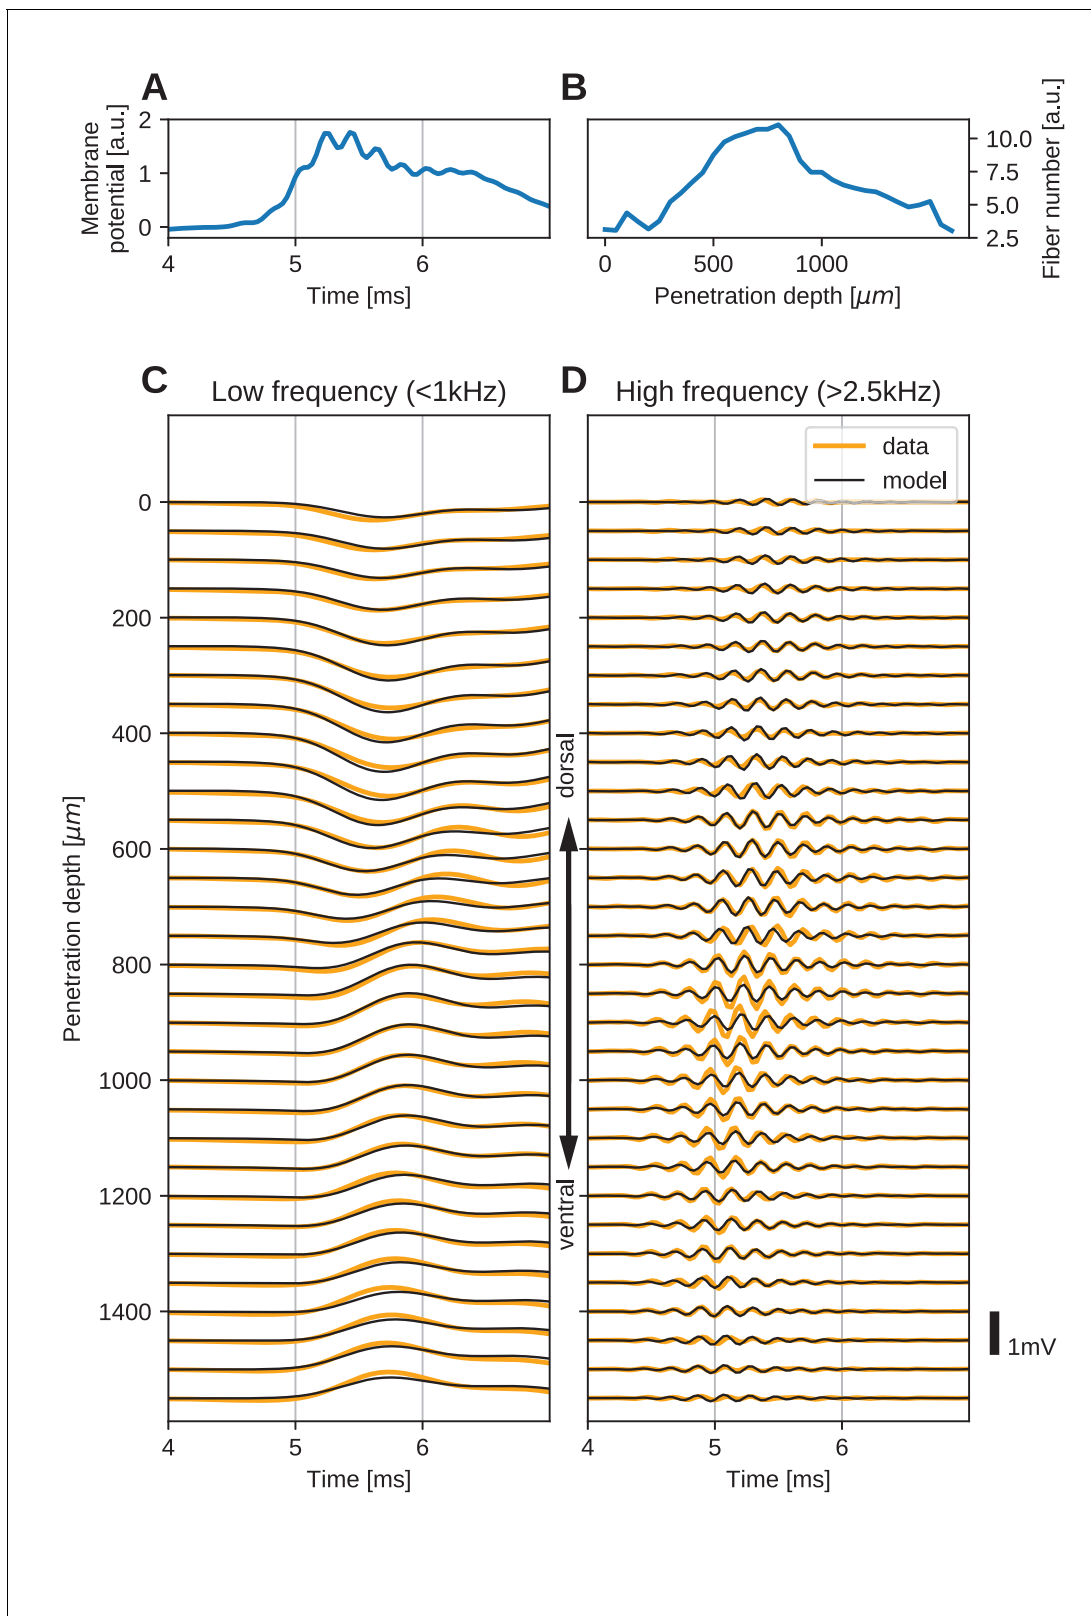 A
Membrane
potential [a.u.]
2
1
0
4
5
6
Time [ms]
B
10.0
7.5
5.0
2.5
Fiber number [a.u.]
0
500
1000
Penetration depth [μm]
C
Low frequency (<1kHz)
0
200
400
600
800
1000
1200
1400
Penetration depth [μm]
4
5
6
Time [ms]
dorsal
ventral
D
High frequency (>2.5kHz)
data
model
4
5
6
Time [ms]
1mV